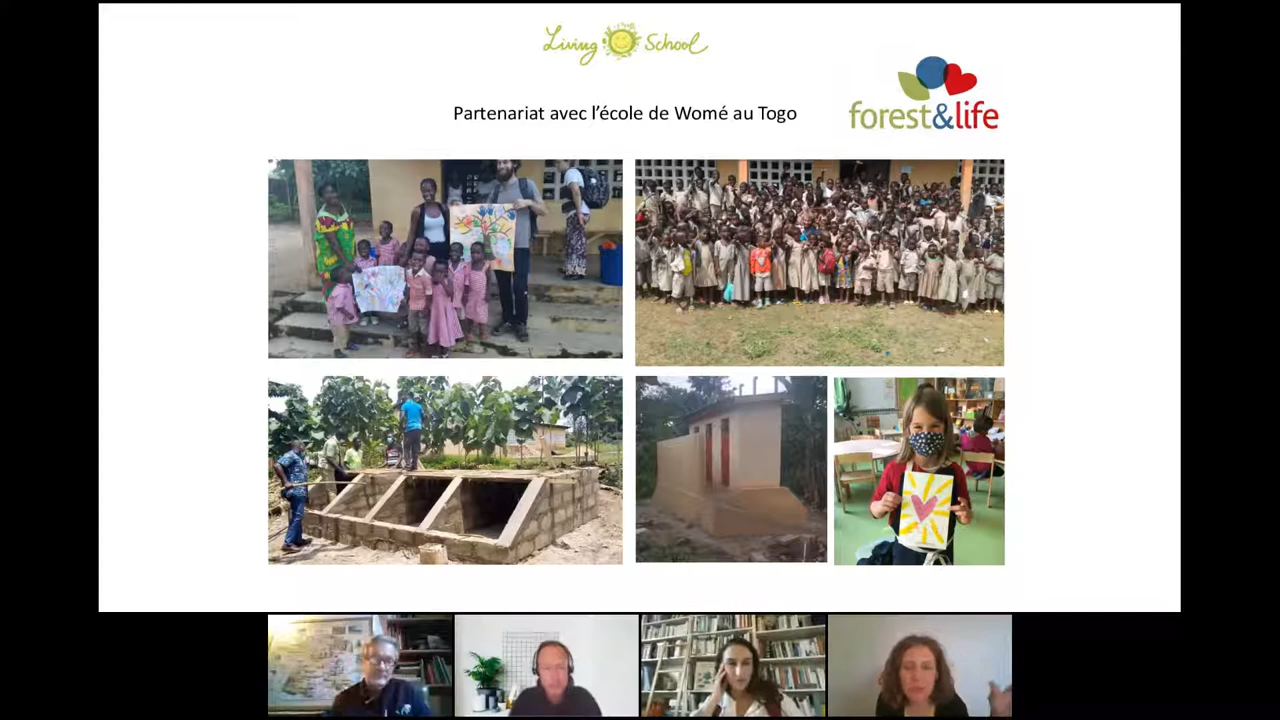 Living School
forest&life
Partenariat avec l’école de Womé au Togo